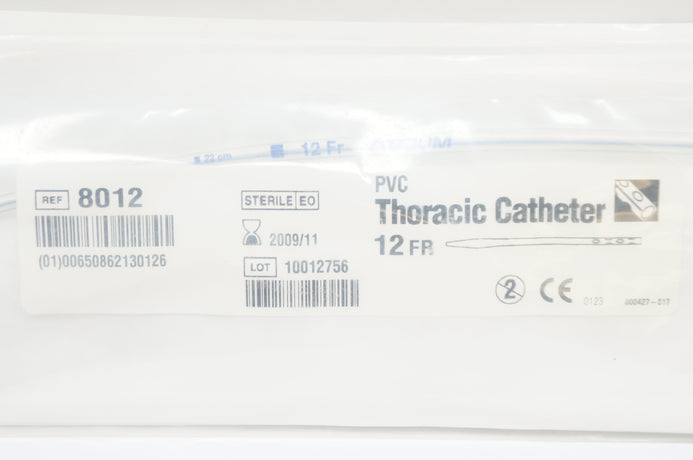 22 cm 12 Fr ATRIUM
REF 8012
(01)00650862130126
STERILE EO
2009/11
LOT 10012756
PVC
Thoracic Catheter
12 FR
2 CE 0123 000427-017